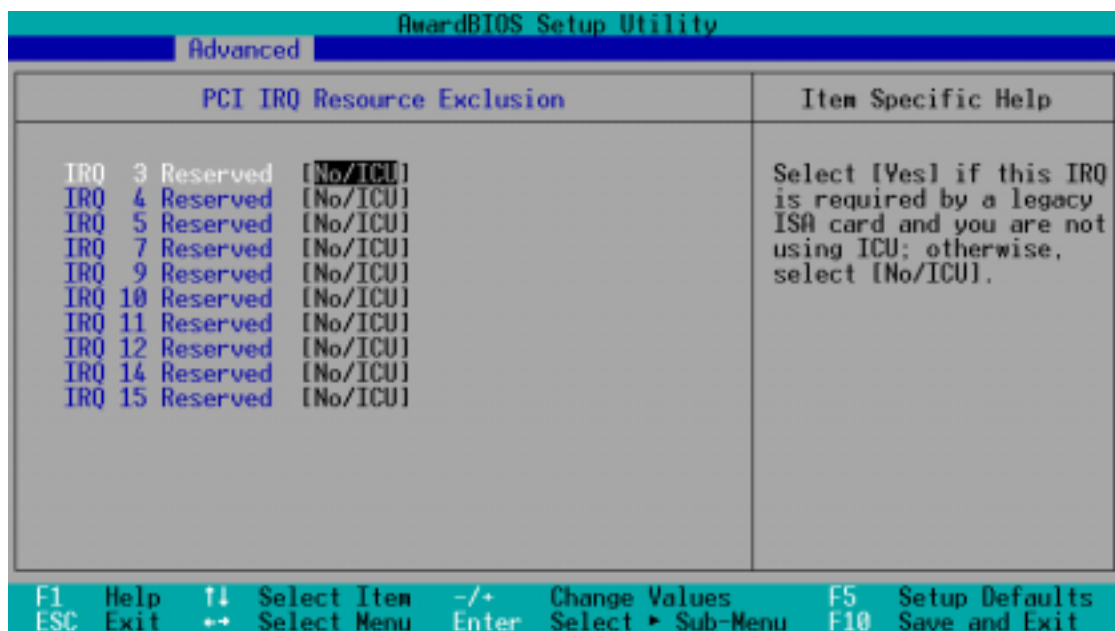 AwardBIOS Setup Utility
Advanced
PCI IRQ Resource Exclusion
IRQ 3 Reserved [No/ICU]
IRQ 4 Reserved [No/ICU]
IRQ 5 Reserved [No/ICU]
IRQ 7 Reserved [No/ICU]
IRQ 9 Reserved [No/ICU]
IRQ 10 Reserved [No/ICU]
IRQ 11 Reserved [No/ICU]
IRQ 12 Reserved [No/ICU]
IRQ 14 Reserved [No/ICU]
IRQ 15 Reserved [No/ICU]
Item Specific Help
Select [Yes] if this IRQ
is required by a legacy
ISA card and you are not
using ICU; otherwise,
select [No/ICU].
F1 Help ↑↓ Select Item -/+ Change Values F5 Setup Defaults
ESC Exit ←→ Select Menu Enter Select ► Sub-Menu F10 Save and Exit